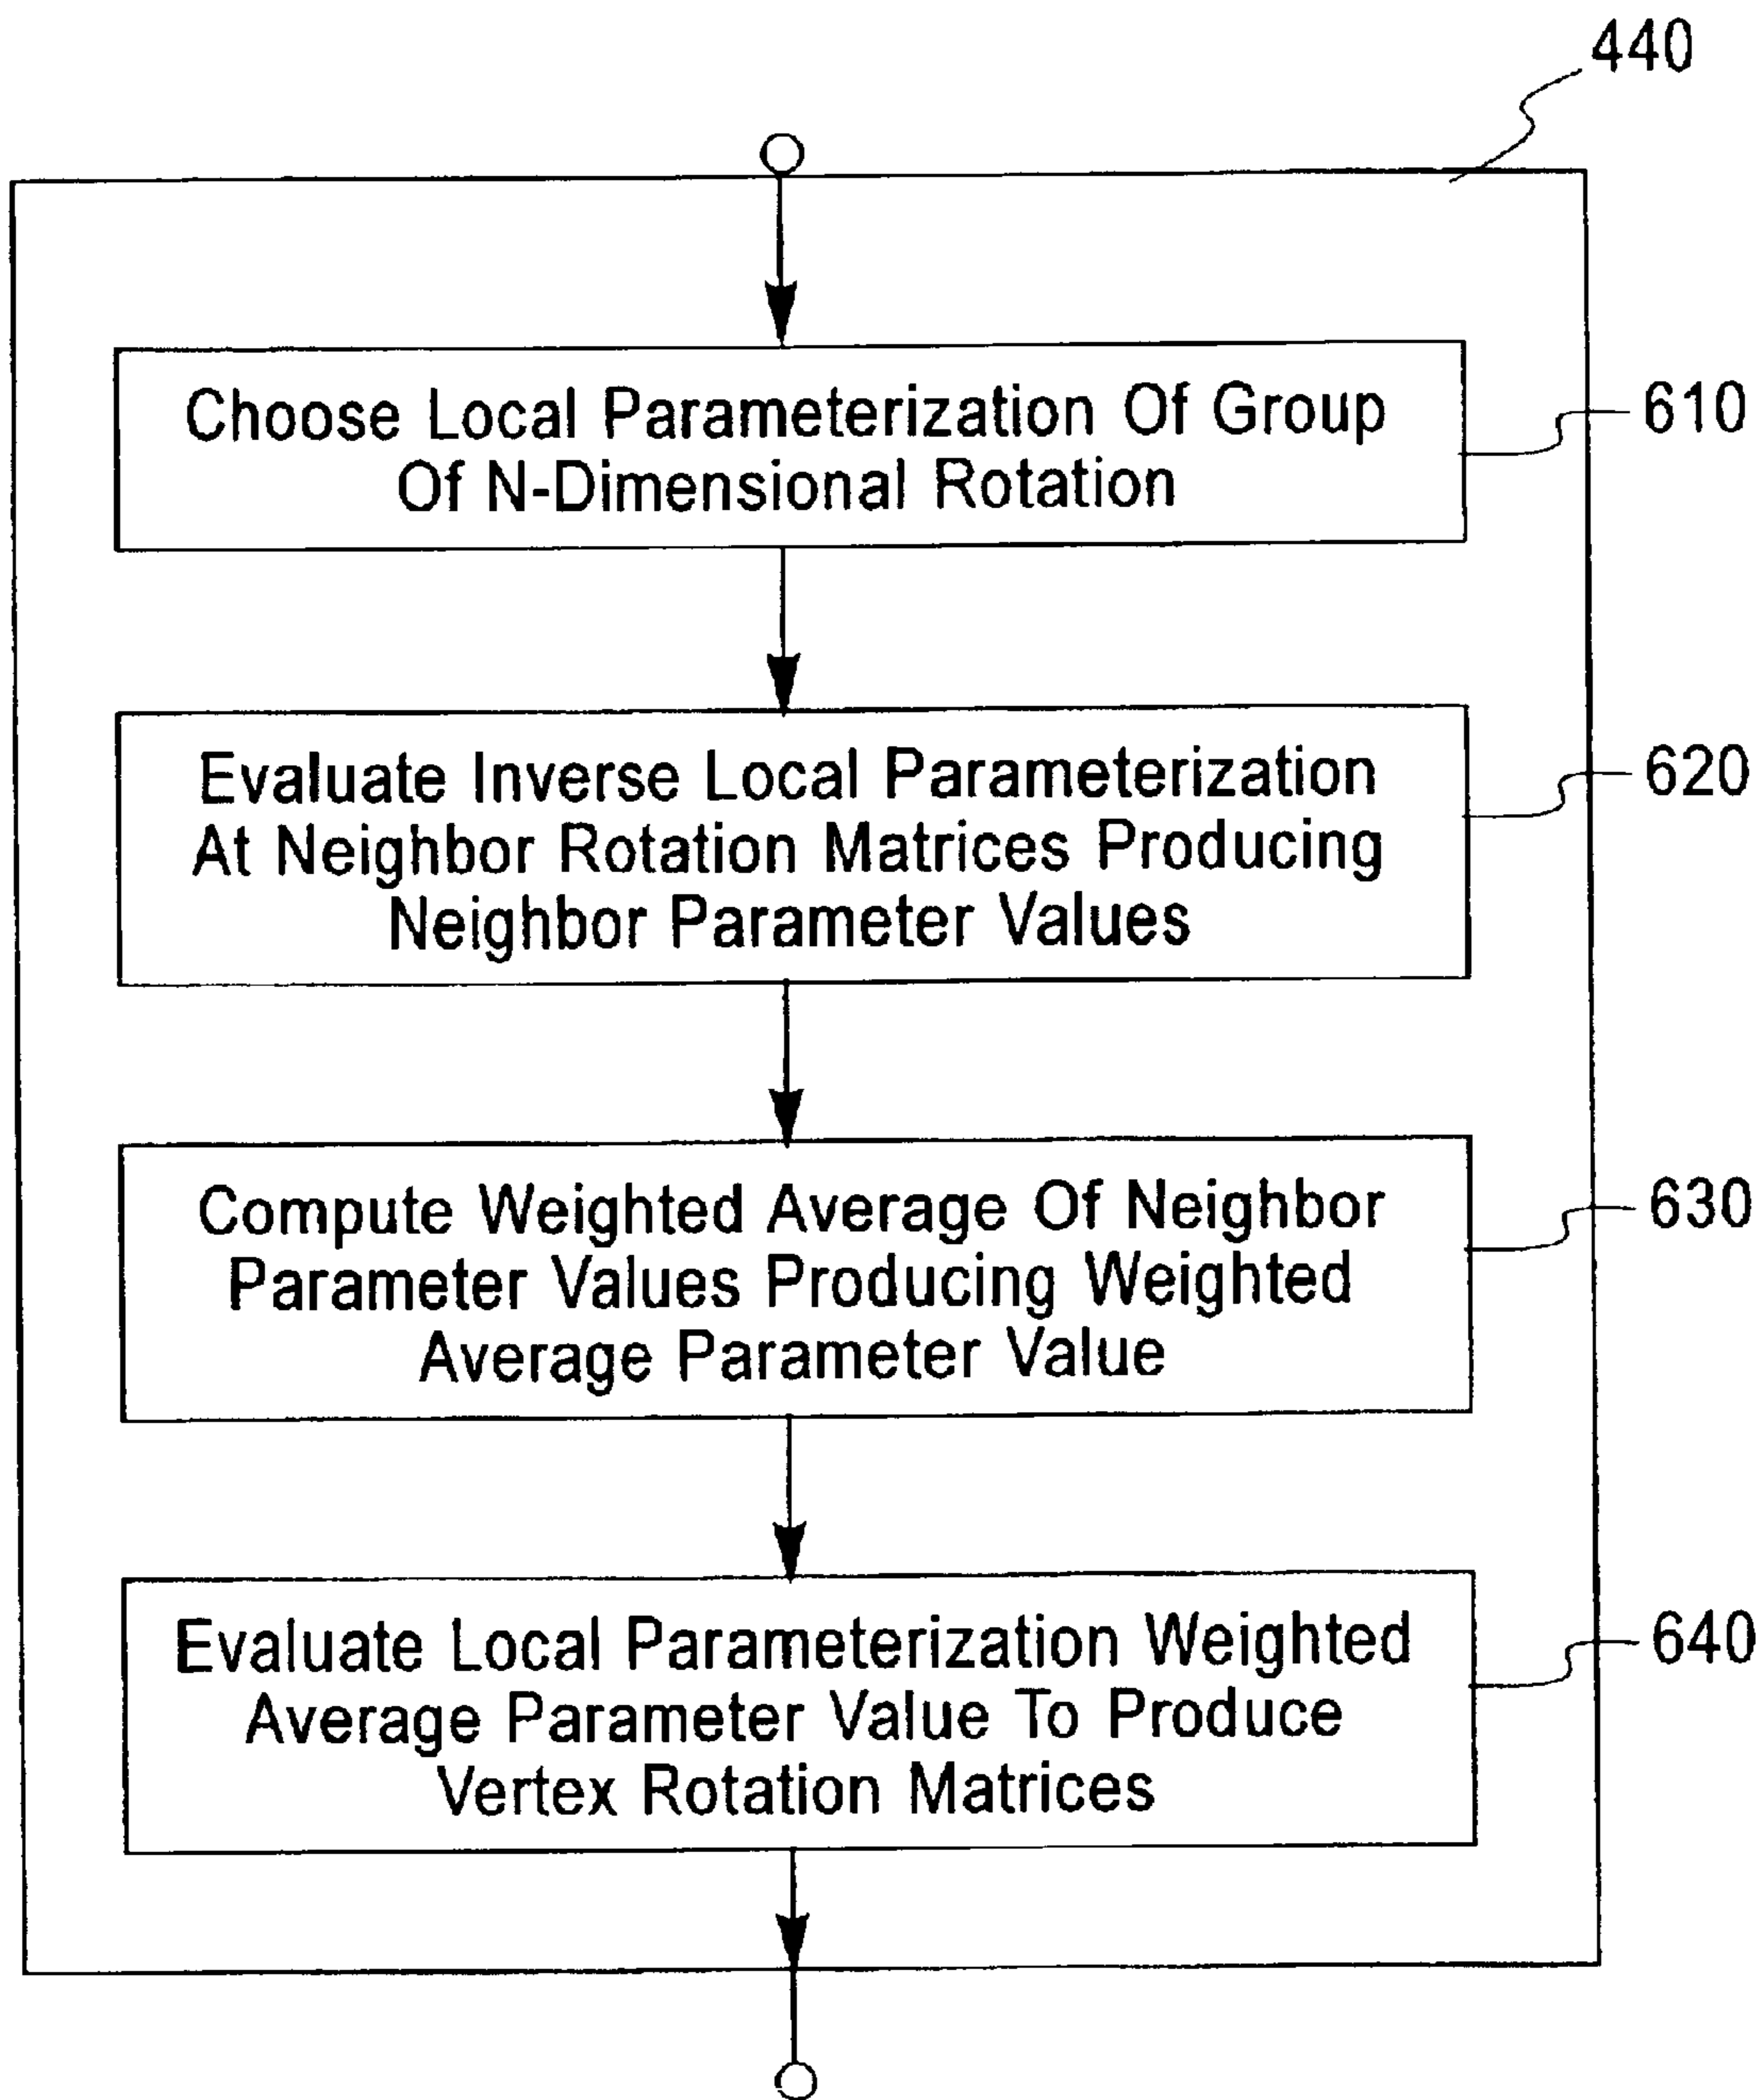 440
Choose Local Parameterization Of Group
Of N-Dimensional Rotation
610
Evaluate Inverse Local Parameterization
At Neighbor Rotation Matrices Producing
Neighbor Parameter Values
620
Compute Weighted Average Of Neighbor
Parameter Values Producing Weighted
Average Parameter Value
630
Evaluate Local Parameterization Weighted
Average Parameter Value To Produce
Vertex Rotation Matrices
640